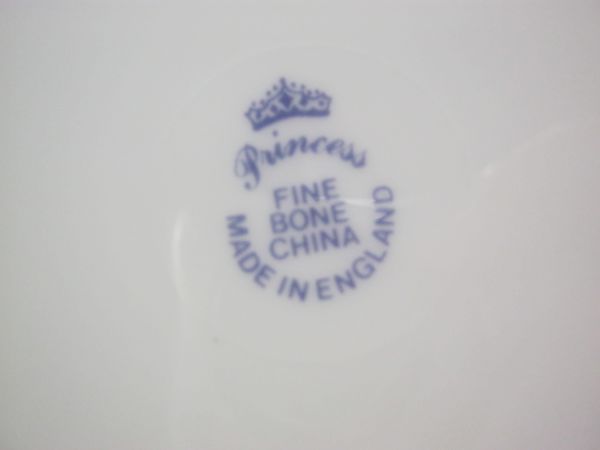 Princess
FINE
BONE
CHINA
MADE IN ENGLAND